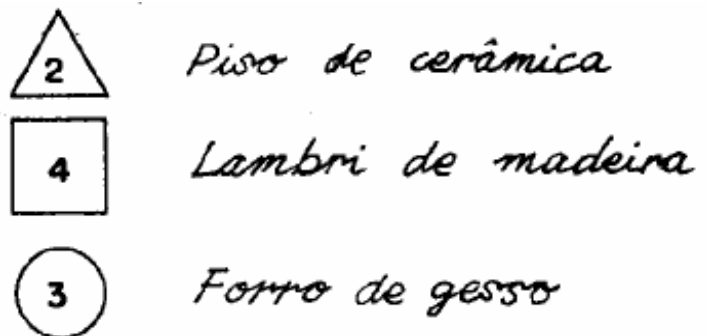 2 Piso de cerâmica
4 Lambri de madeira
3 Forro de gesso